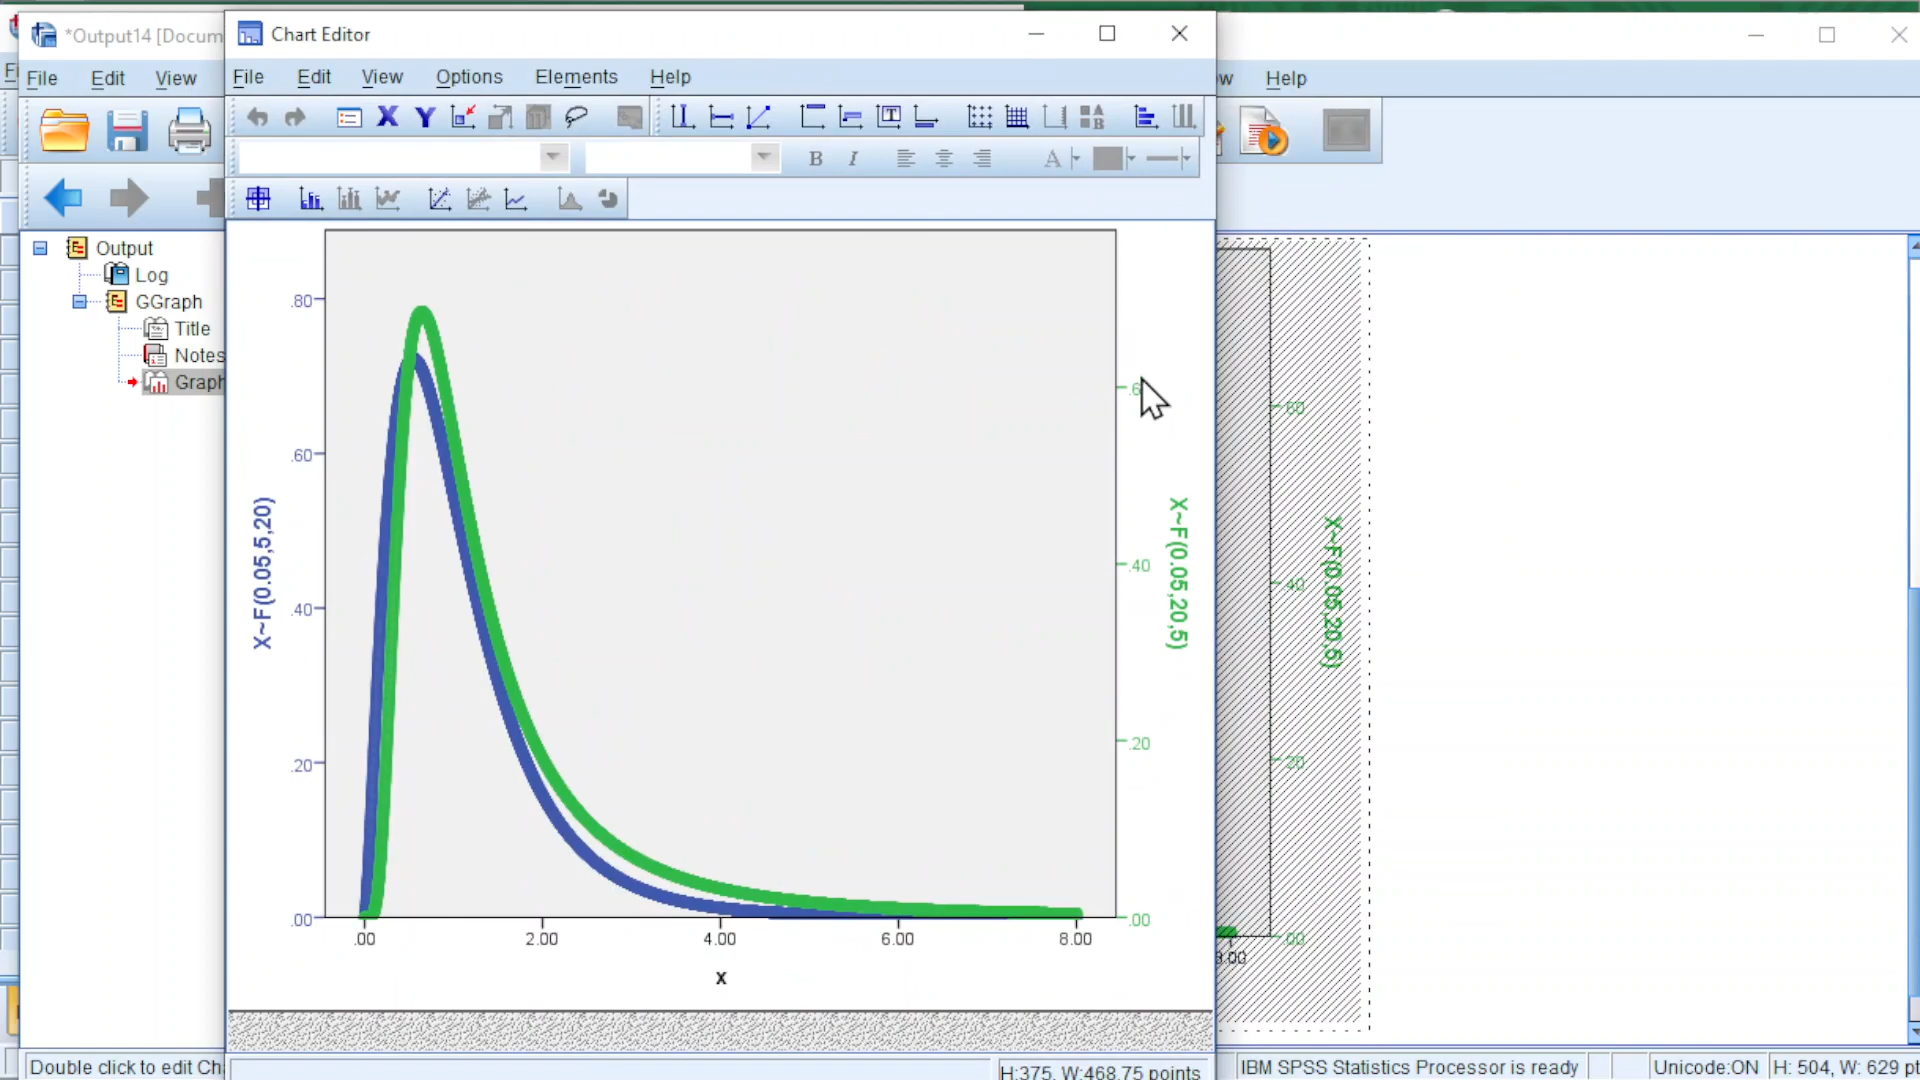 *Output14 [Docum
Chart Editor
File Edit View
File Edit View Options Elements Help
Help
X Y
B I A
Output
Log
GGraph
Title
Notes
Graph
.80
.60
.40
.20
.00
X~F(0.05,5,20)
.00 2.00 4.00 6.00 8.00
x
.40
.20
.00
X~F(0.05,20,5)
.60
.40
.20
.00
X~F(0.05,20,5)
8.00
Double click to edit Ch
H:375, W:468.75 points
IBM SPSS Statistics Processor is ready
Unicode:ON
H: 504, W: 629 pt